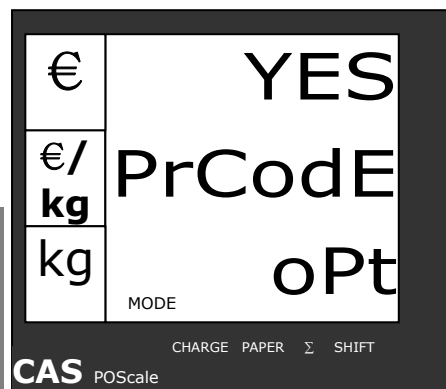 € YES
€/kg PrCodE
kg oPt
MODE
CHARGE PAPER Σ SHIFT
CAS POScale